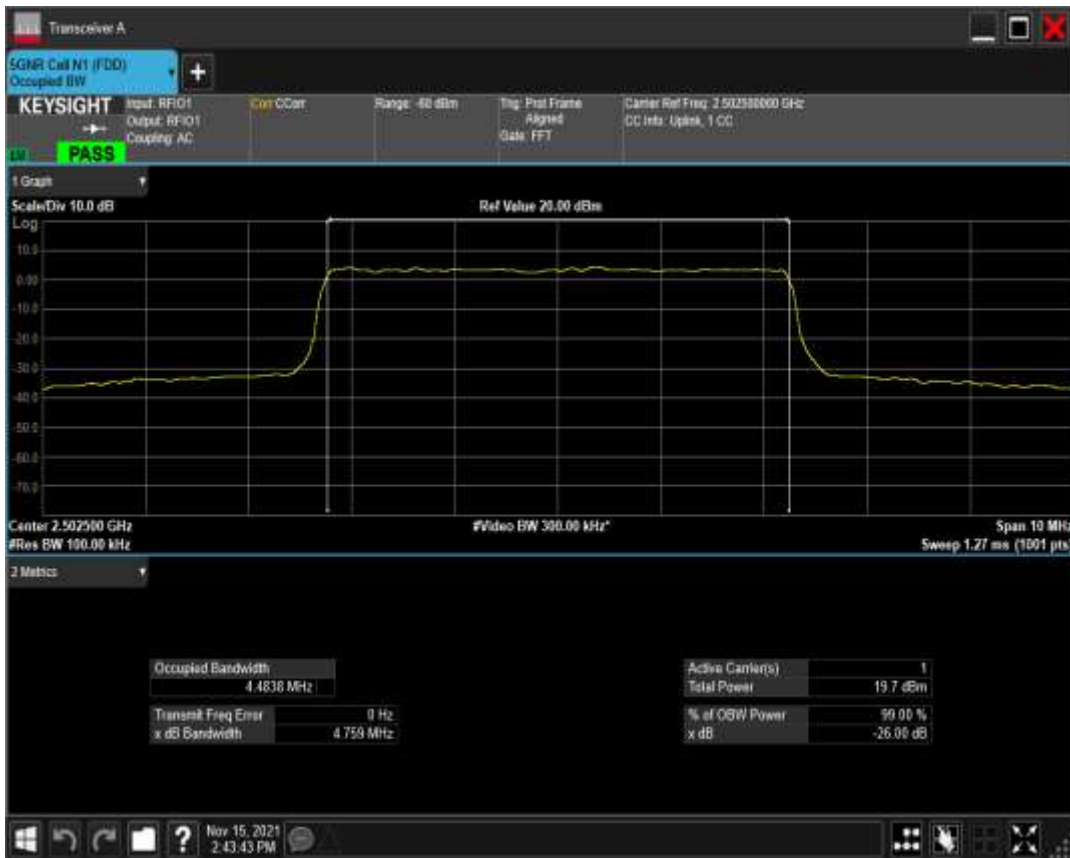 Transceiver A
5GNR Cell N1 (FDD)
Occupied BW
+
KEYSIGHT
LM
PASS
Input: RFIO1
Output: RFIO1
Coupling: AC
Corr CCorr
Range: -60 dBm
Trig: Prot Frame
Aligned
Gate: FFT
Carrier Ref Freq: 2.502500000 GHz
CC Info: Uplink, 1 CC
1 Graph
Scale/Div 10.0 dB
Ref Value 20.00 dBm
Log
10.0
0.00
-10.0
-20.0
-30.0
-40.0
-50.0
-60.0
-70.0
Center 2.502500 GHz
#Video BW 300.00 kHz*
Span 10 MHz
#Res BW 100.00 kHz
Sweep 1.27 ms (1001 pts)
2 Metrics
Occupied Bandwidth
4.4838 MHz
Transmit Freq Error 0 Hz
x dB Bandwidth 4.759 MHz
Active Carrier(s) 1
Total Power 19.7 dBm
% of OBW Power 99.00 %
x dB -26.00 dB
?
Nov 15, 2021
2:43:43 PM